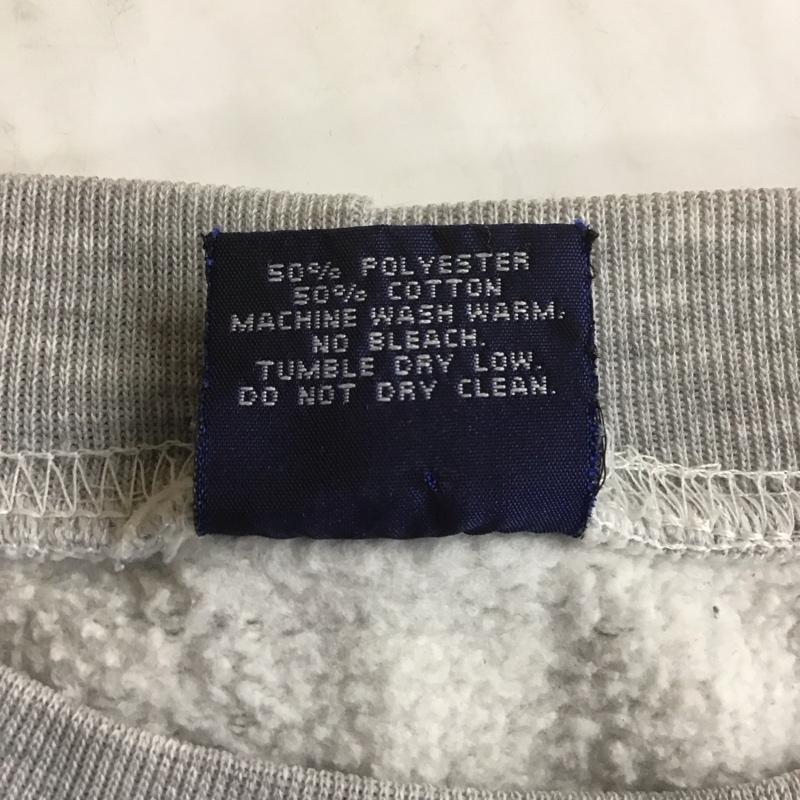 50% POLYESTER
50% COTTON
MACHINE WASH WARM.
NO BLEACH.
TUMBLE DRY LOW.
DO NOT DRY CLEAN.